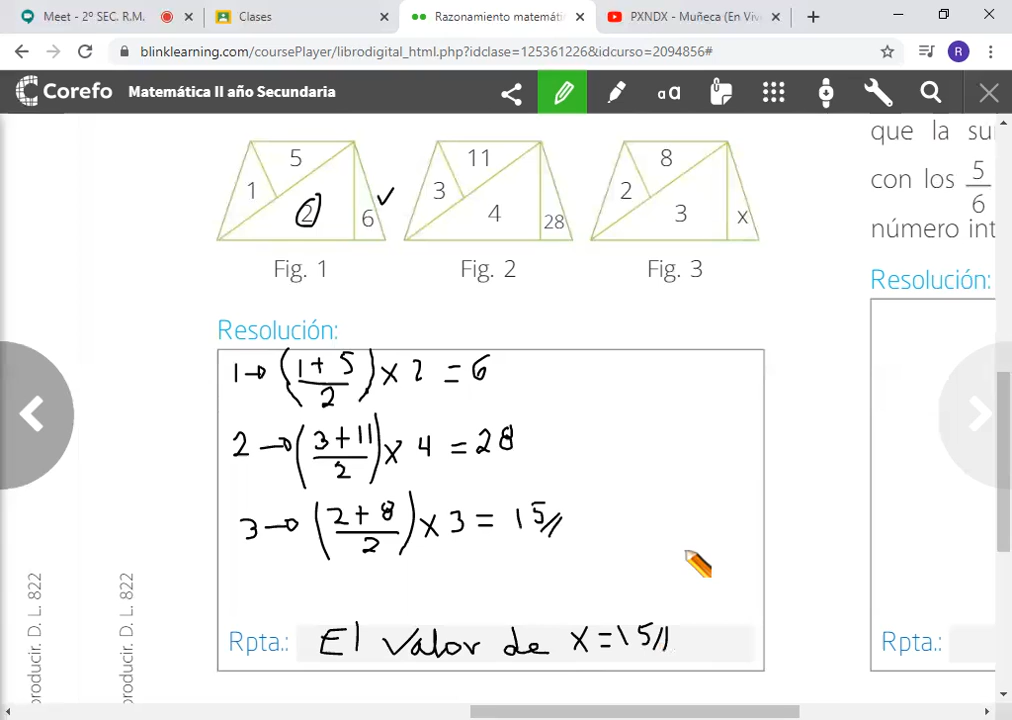 Meet - 2º SEC. R.M.
Clases
Razonamiento matemáti
PXNDX - Muñeca (En Viv
blinklearning.com/coursePlayer/librodigital_html.php?idclase=125361226&idcurso=2094856#
R
Corefo
Matemática II año Secundaria
aa
5
1
2
6
✓
Fig. 1
11
3
4
28
Fig. 2
8
2
3
x
Fig. 3
que la su
con los 5/6
número int
Resolución:
1→(1+5/2)×2=6
2→(3+11/2)×4=28
3→(2+8/2)×3=15//
Rpta.: El valor de x=15//
Resolución:
Rpta.:
producir. D. L. 822
producir. D. L. 822